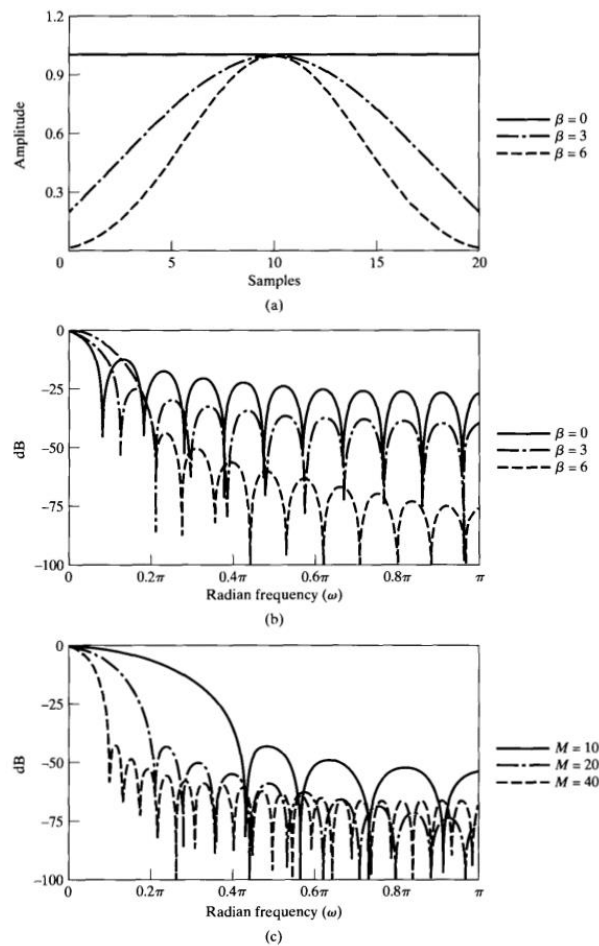 1.2
0.9
0.6
0.3
Amplitude
0
5
10
15
20
Samples
β = 0
β = 3
β = 6
(a)
0
−25
−50
−75
−100
dB
0
0.2π
0.4π
0.6π
0.8π
π
Radian frequency (ω)
β = 0
β = 3
β = 6
(b)
0
−25
−50
−75
−100
dB
0
0.2π
0.4π
0.6π
0.8π
π
Radian frequency (ω)
M = 10
M = 20
M = 40
(c)